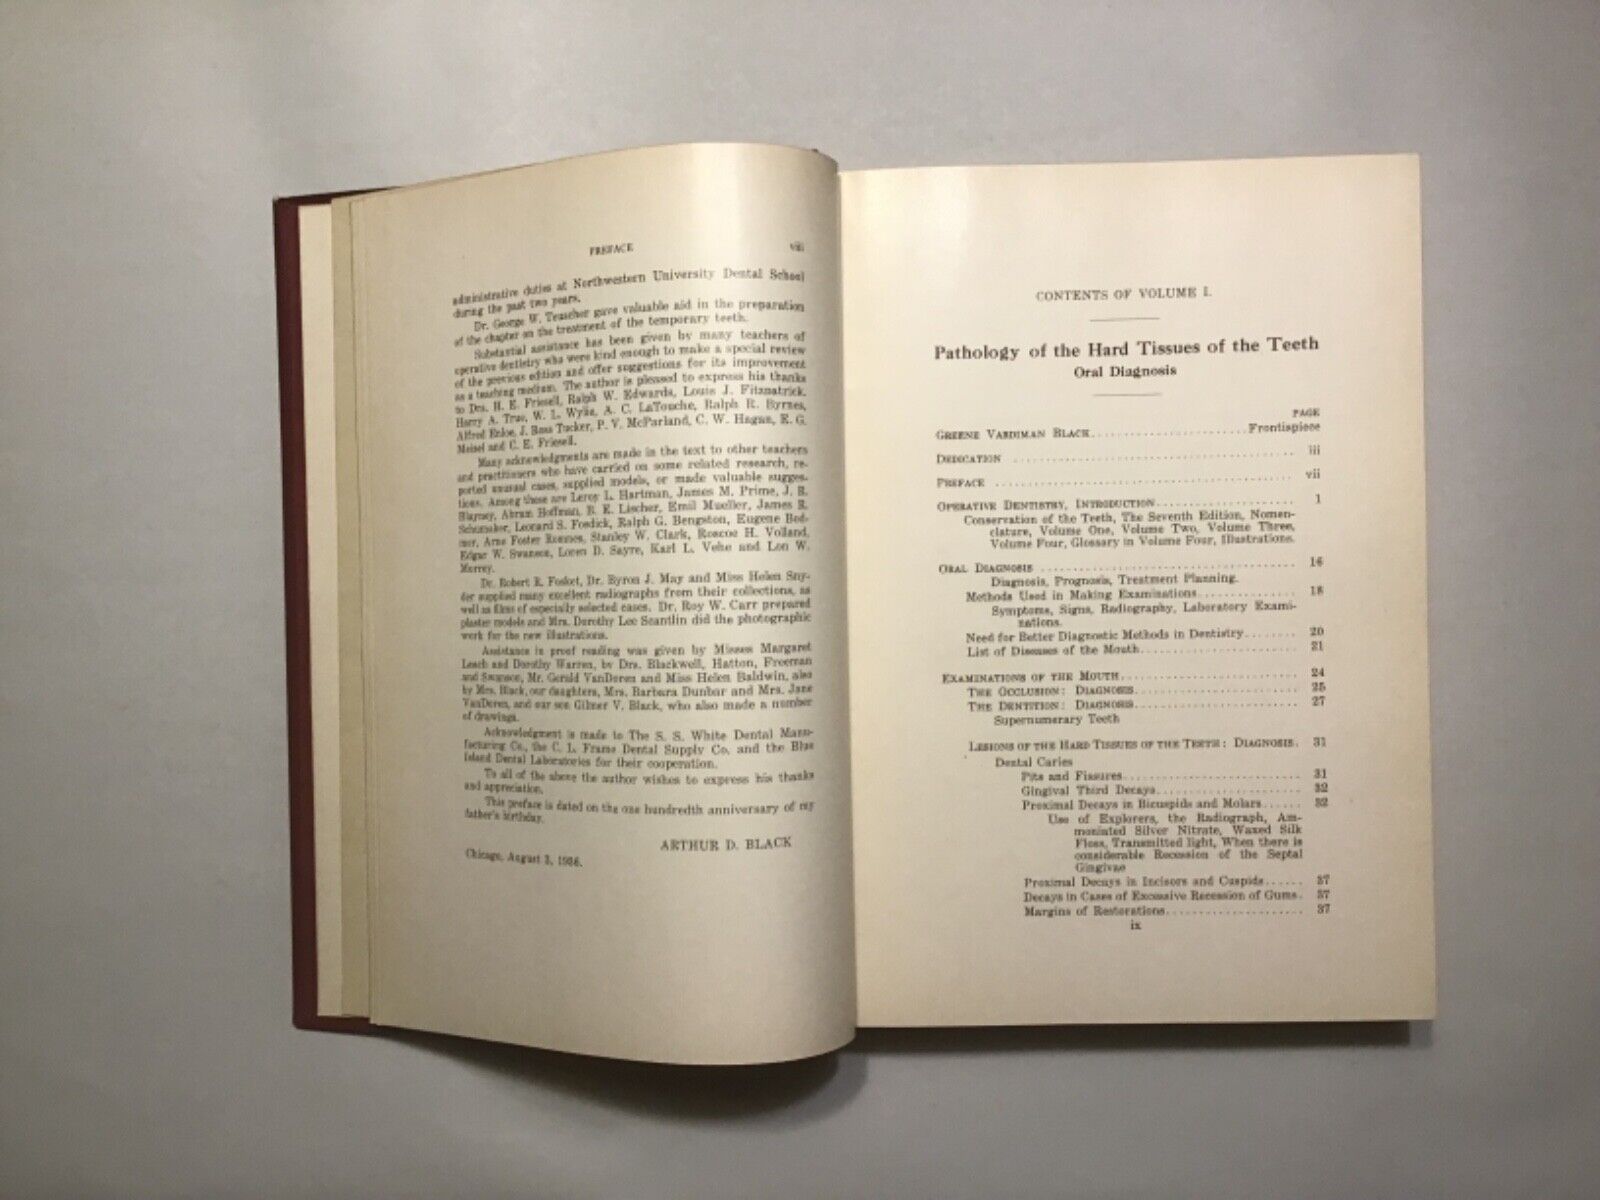 PREFACE viii
administrative duties at Northwestern University Dental School
during the past two years.
Dr. George W. Teuscher gave valuable aid in the preparation
of the chapter on the treatment of the temporary teeth.
Substantial assistance has been given by many teachers of
operative dentistry who were kind enough to make a special review
of the previous edition and offer suggestions for its improvement
as a teaching medium. The author is pleased to express his thanks
to Drs. H. E. Friesell, Ralph W. Edwards, Louis J. Fitzpatrick,
Harry A. True, W. L. Wylie, A. C. LaTouche, Ralph R. Byrnes,
Alfred Enloe, J. Ross Tucker, P. V. McParland, C. W. Hagan, E. G.
Meisel and C. E. Friesell.
Many acknowledgments are made in the text to other teachers
and practitioners who have carried on some related research, re-
ported unusual cases, supplied models, or made valuable sugges-
tions. Among these are Leroy L. Hartman, James M. Prime, J. R.
Blayney, Abram Hoffman, B. E. Lischer, Emil Mueller, James R.
Schumaker, Leonard S. Fosdick, Ralph G. Bengston, Eugene Bod-
mer, Arne Foster Romnes, Stanley W. Clark, Roscoe H. Volland,
Edgar W. Swanson, Loren D. Sayre, Karl L. Vehe and Lon W.
Morrey.
Dr. Robert R. Fosket, Dr. Byron J. May and Miss Helen Sny-
der supplied many excellent radiographs from their collections, as
well as films of especially selected cases. Dr. Roy W. Carr prepared
plaster models and Mrs. Dorothy Lee Scantlin did the photographic
work for the new illustrations.
Assistance in proof reading was given by Misses Margaret
Leach and Dorothy Warren, by Drs. Blackwell, Hatton, Freeman
and Swanson, Mr. Gerald VanDoren and Miss Helen Baldwin, also
by Mrs. Black, our daughters, Mrs. Barbara Dunbar and Mrs. Jane
VanDoren, and our son Gilmer V. Black, who also made a number
of drawings.
Acknowledgment is made to The S. S. White Dental Manu-
facturing Co., the C. L. Frame Dental Supply Co. and the Blue
Island Dental Laboratories for their cooperation.
To all of the above the author wishes to express his thanks
and appreciation.
This preface is dated on the one hundredth anniversary of my
father's birthday.
ARTHUR D. BLACK
Chicago, August 3, 1936.
CONTENTS OF VOLUME I.
Pathology of the Hard Tissues of the Teeth
Oral Diagnosis
PAGE
GREENE VARDIMAN BLACK Frontispiece
DEDICATION iii
PREFACE vii
OPERATIVE DENTISTRY, INTRODUCTION 1
Conservation of the Teeth, The Seventh Edition, Nomen-
clature, Volume One, Volume Two, Volume Three,
Volume Four, Glossary in Volume Four, Illustrations.
ORAL DIAGNOSIS 16
Diagnosis, Prognosis, Treatment Planning.
Methods Used in Making Examinations 18
Symptoms, Signs, Radiography, Laboratory Exami-
nations.
Need for Better Diagnostic Methods in Dentistry 20
List of Diseases of the Mouth 21
EXAMINATIONS OF THE MOUTH 24
THE OCCLUSION: DIAGNOSIS 25
THE DENTITION: DIAGNOSIS 27
Supernumerary Teeth
LESIONS OF THE HARD TISSUES OF THE TEETH: DIAGNOSIS. 31
Dental Caries
Pits and Fissures 31
Gingival Third Decays 32
Proximal Decays in Bicuspids and Molars 32
Use of Explorers, the Radiograph, Am-
moniated Silver Nitrate, Waxed Silk
Floss, Transmitted light, When there is
considerable Recession of the Septal
Gingivae
Proximal Decays in Incisors and Cuspids 37
Decays in Cases of Excessive Recession of Gums. 37
Margins of Restorations 37
ix